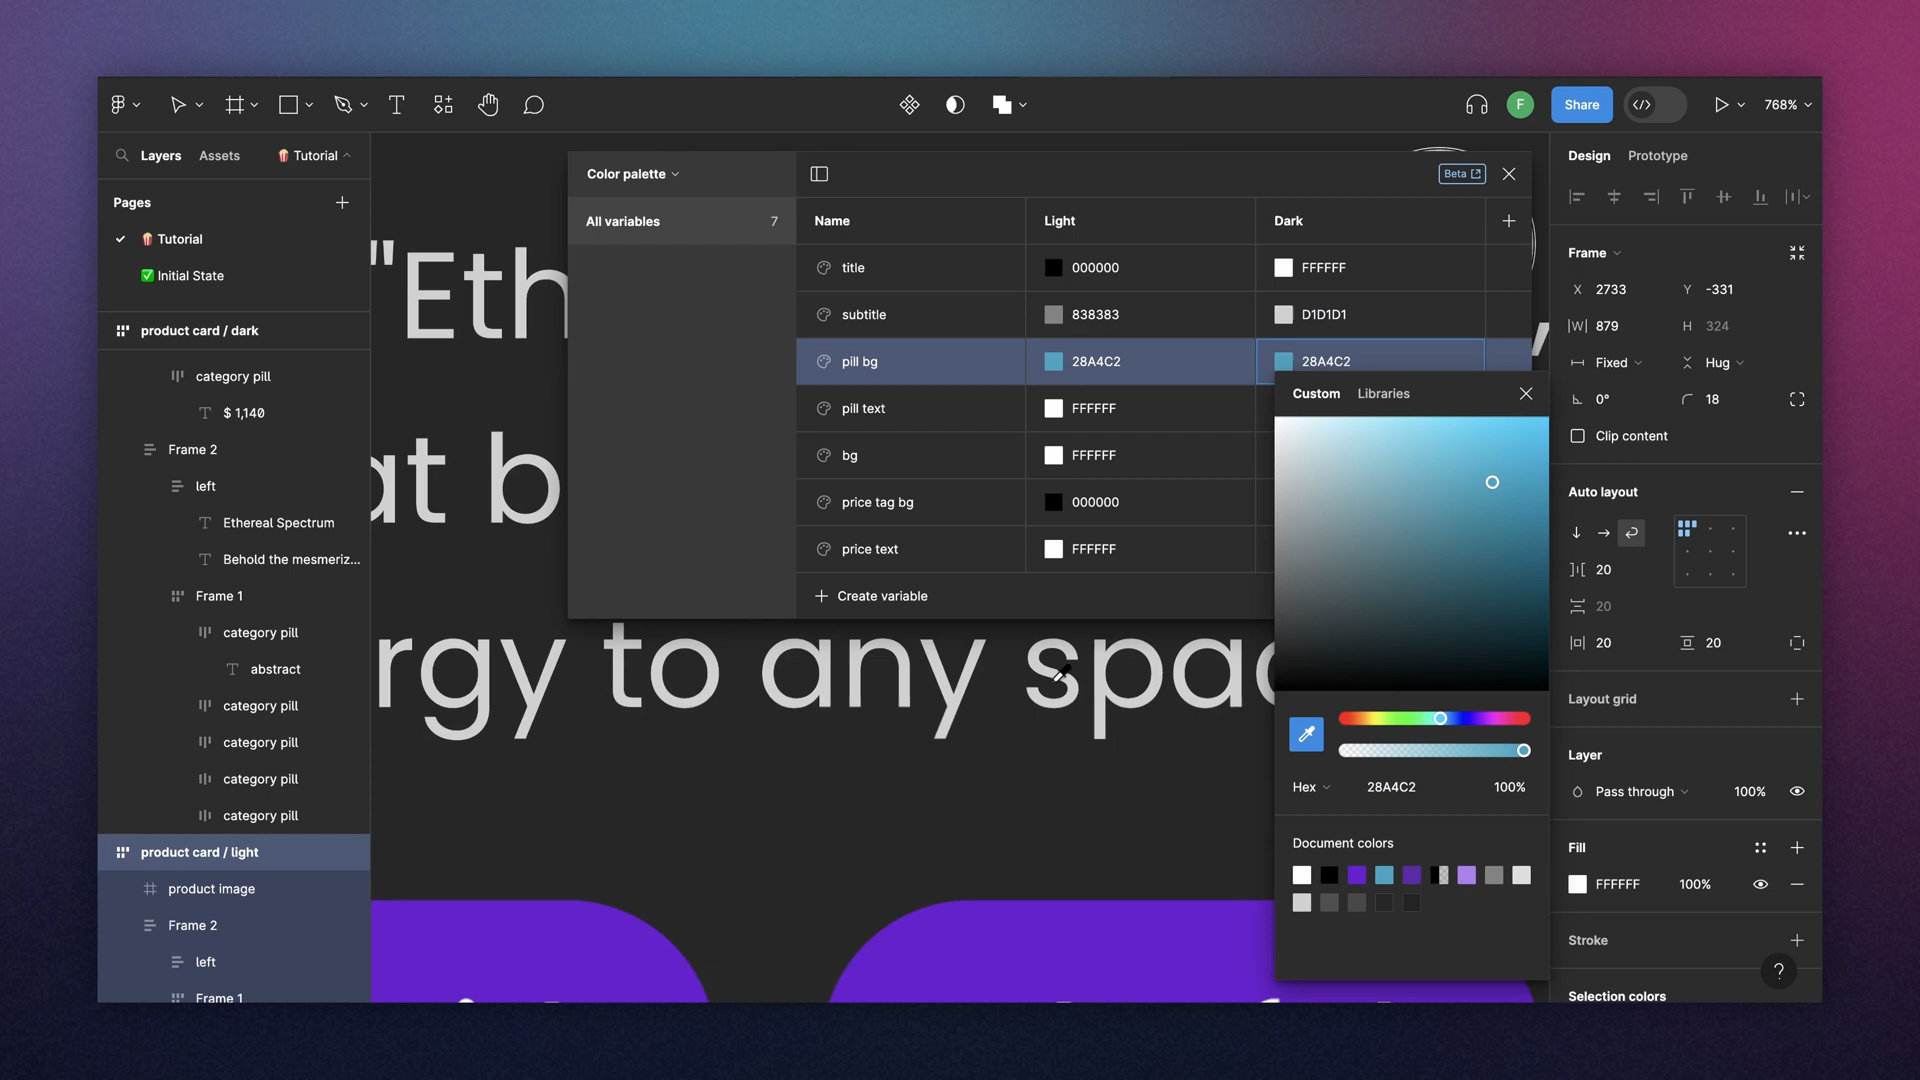 F
Share
768%
Layers
Assets
🍿 Tutorial
Pages
🍿 Tutorial
✅ Initial State
product card / dark
category pill
$ 1,140
Frame 2
left
Ethereal Spectrum
Behold the mesmeriz...
Frame 1
category pill
abstract
category pill
category pill
category pill
category pill
product card / light
product image
Frame 2
left
Frame 1
"Eth
at b
rgy to any spac
Color palette
Beta
All variables 7
Name Light Dark
title 000000 FFFFFF
subtitle 838383 D1D1D1
pill bg 28A4C2 28A4C2
pill text FFFFFF
bg FFFFFF
price tag bg 000000
price text FFFFFF
Create variable
Custom Libraries
Hex 28A4C2 100%
Document colors
Design Prototype
Frame
X 2733 Y -331
W 879 H 324
Fixed Hug
0° 18
Clip content
Auto layout
20
20
20 20
Layout grid
Layer
Pass through 100%
Fill
FFFFFF 100%
Stroke
?
Selection colors